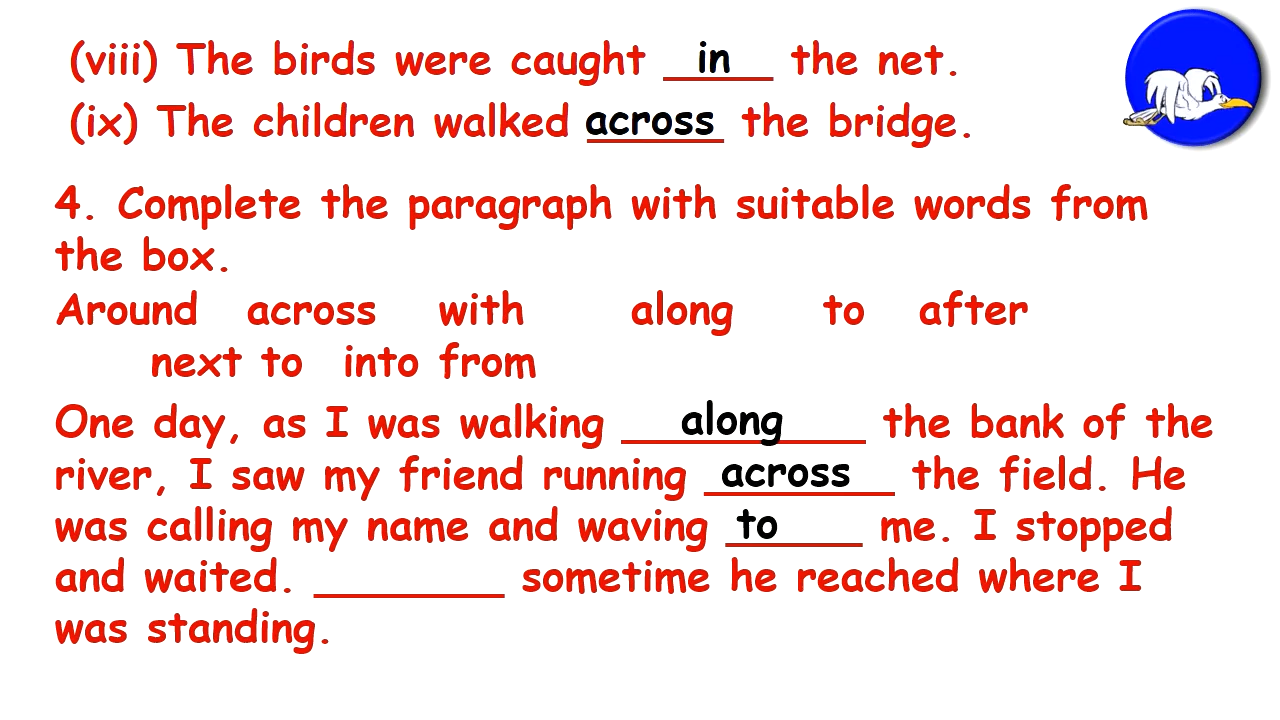 (viii) The birds were caught in the net.
(ix) The children walked across the bridge.
4. Complete the paragraph with suitable words from
the box.
Around across with along to after
next to into from
One day, as I was walking along the bank of the
river, I saw my friend running across the field. He
was calling my name and waving to me. I stopped
and waited. ________ sometime he reached where I
was standing.